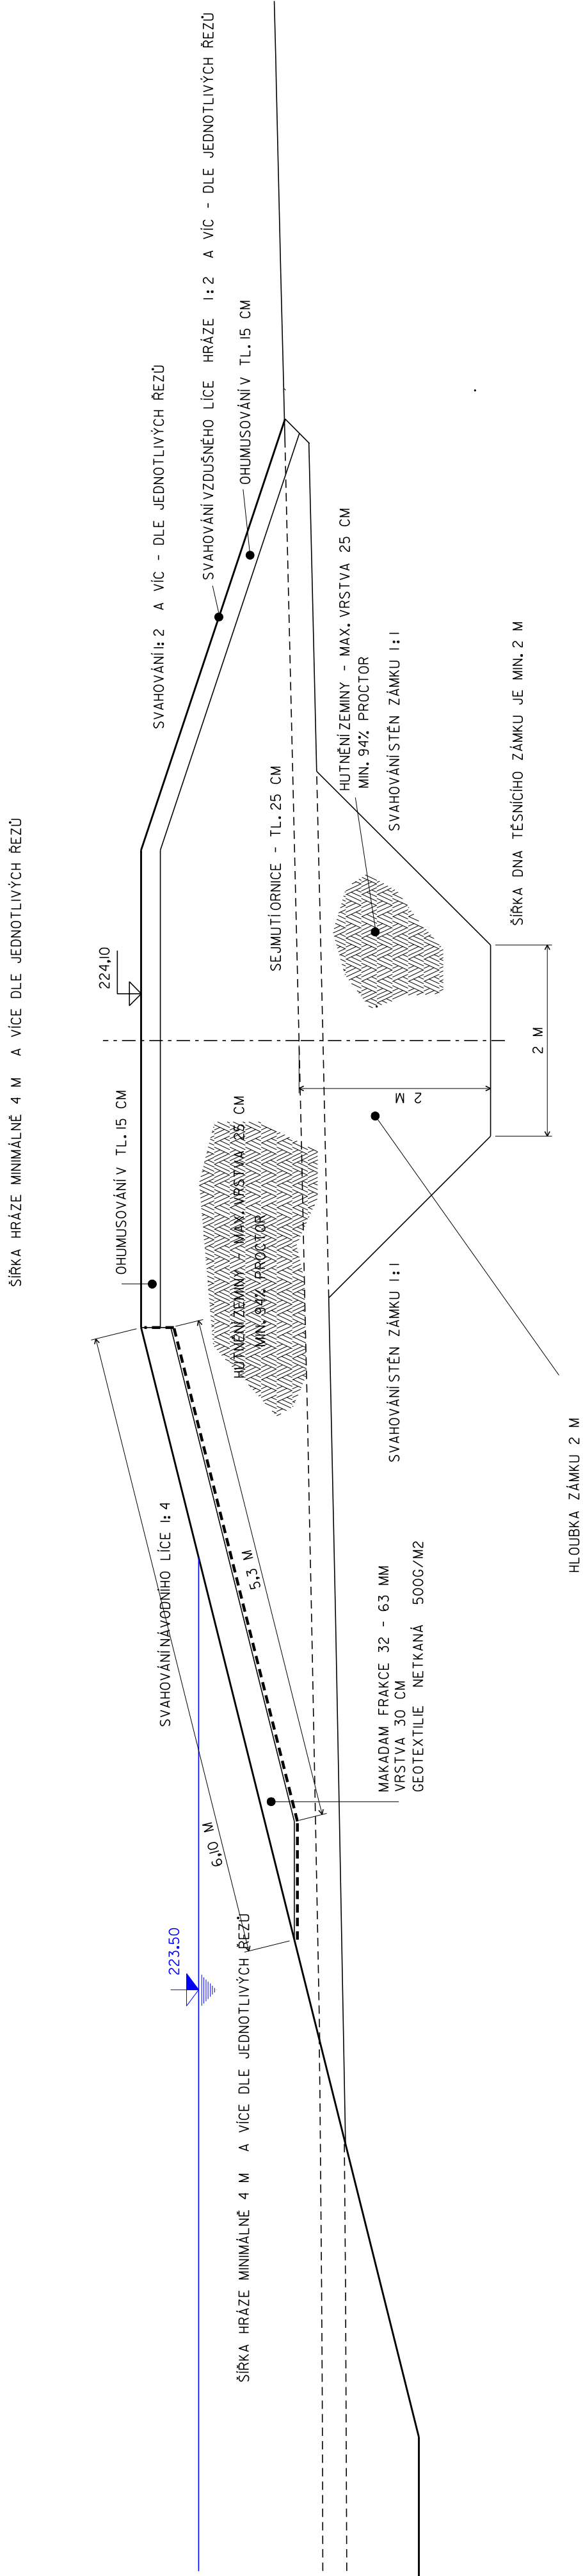 ŠÍŘKA HRÁZE MINIMÁLNĚ 4 M A VÍCE DLE JEDNOTLIVÝCH ŘEZŮ
224,10
OHUMUSOVÁNÍ V TL. 15 CM
SVAHOVÁNÍ 1:2 A VÍC - DLE JEDNOTLIVÝCH ŘEZŮ
SVAHOVÁNÍ VZDUŠNÉHO LÍCE HRÁZE 1:2 A VÍC - DLE JEDNOTLIVÝCH ŘEZŮ
OHUMUSOVÁNÍ V TL. 15 CM
SVAHOVÁNÍ NÁVODNÍHO LÍCE 1:4
223.50
6,10 M
5,3 M
ŠÍŘKA HRÁZE MINIMÁLNĚ 4 M A VÍCE DLE JEDNOTLIVÝCH ŘEZŮ
HUTNĚNÍ ZEMINY - MAX. VRSTVA 25 CM
MIN. 94% PROCTOR
SEJMUTÍ ORNICE - TL. 25 CM
HUTNĚNÍ ZEMINY - MAX. VRSTVA 25 CM
MIN. 94% PROCTOR
MAKADAM FRAKCE 32 - 63 MM
VRSTVA 30 CM
GEOTEXTILIE NETKANÁ 500G/M2
SVAHOVÁNÍ STĚN ZÁMKU 1:1
SVAHOVÁNÍ STĚN ZÁMKU 1:1
2 M
2 M
ŠÍŘKA DNA TĚSNÍCÍHO ZÁMKU JE MIN. 2 M
HLOUBKA ZÁMKU 2 M